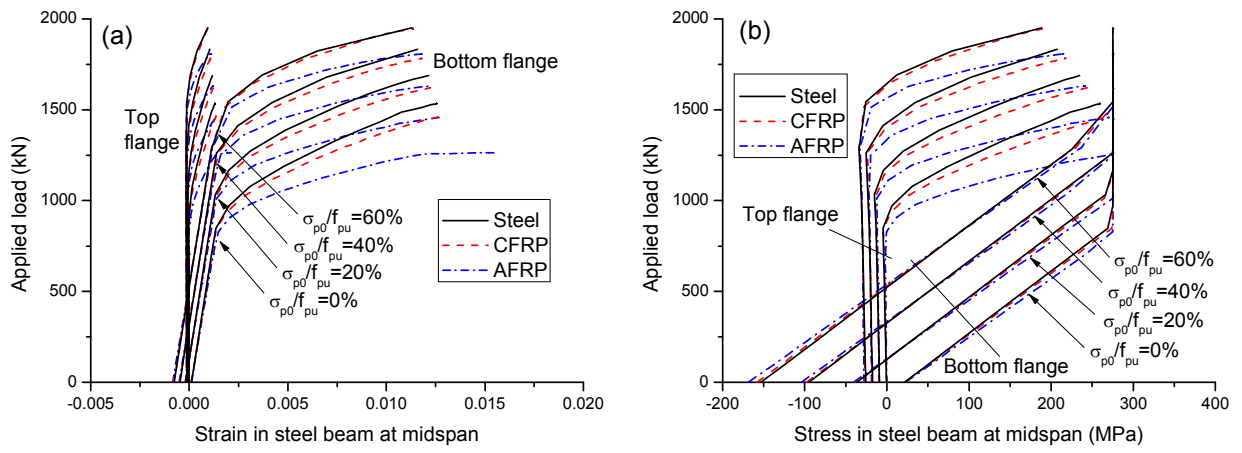 (a)
2000
1500
1000
500
0
Applied load (kN)
Top
flange
Bottom flange
σp0/fpu=60%
σp0/fpu=40%
σp0/fpu=20%
σp0/fpu=0%
Steel
CFRP
AFRP
-0.005 0.000 0.005 0.010 0.015 0.020
Strain in steel beam at midspan
(b)
2000
1500
1000
500
0
Applied load (kN)
Steel
CFRP
AFRP
Top flange
Bottom flange
σp0/fpu=60%
σp0/fpu=40%
σp0/fpu=20%
σp0/fpu=0%
-200 -100 0 100 200 300 400
Stress in steel beam at midspan (MPa)